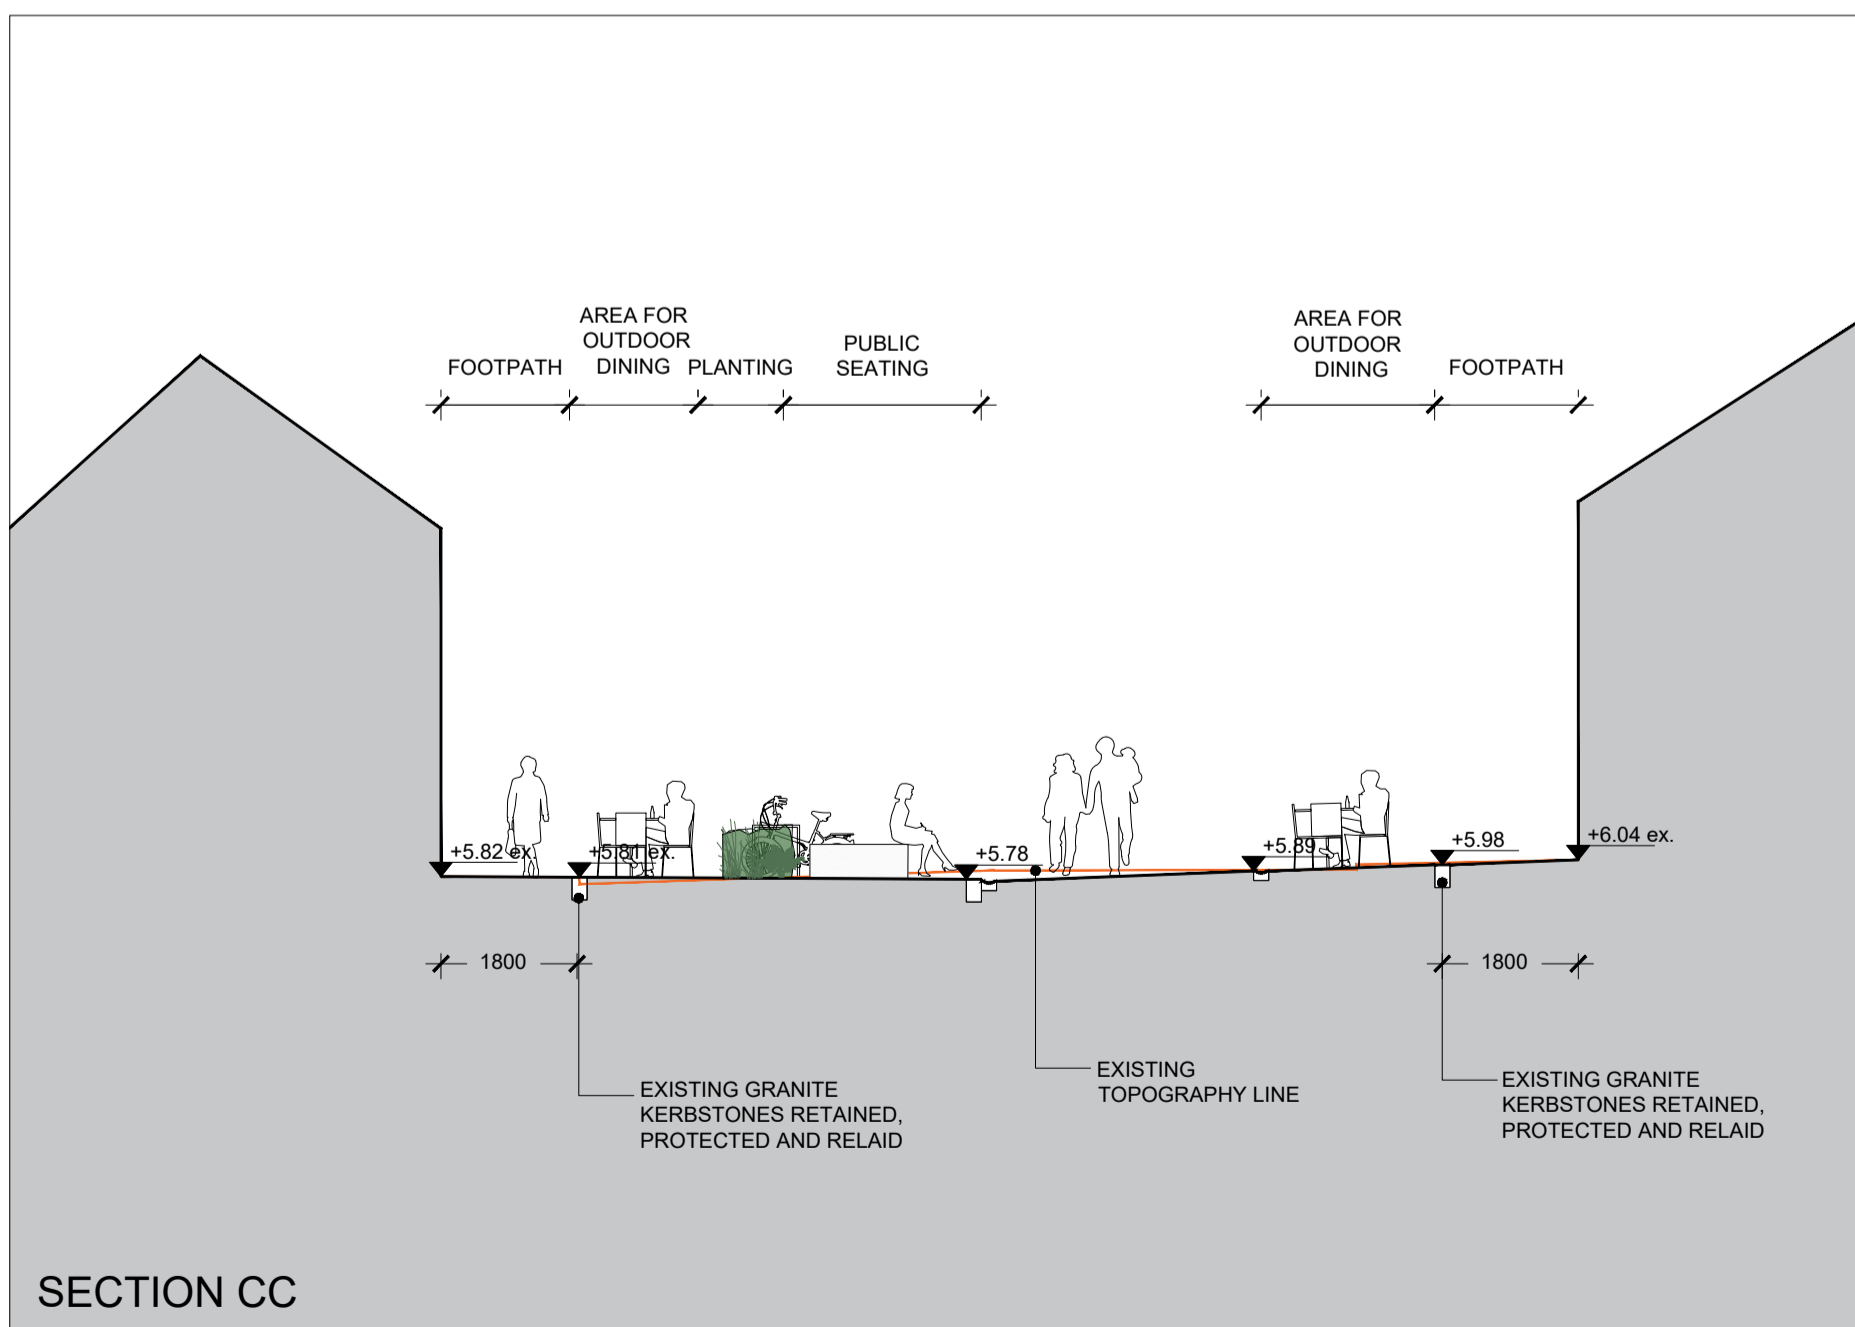 FOOTPATH
AREA FOR
OUTDOOR
DINING
PLANTING
PUBLIC
SEATING
AREA FOR
OUTDOOR
DINING
FOOTPATH
+5.82 ex.
+5.81 ex.
+5.78
+5.89
+5.98
+6.04 ex.
1800
1800
EXISTING GRANITE
KERBSTONES RETAINED,
PROTECTED AND RELAID
EXISTING
TOPOGRAPHY LINE
EXISTING GRANITE
KERBSTONES RETAINED,
PROTECTED AND RELAID
SECTION CC